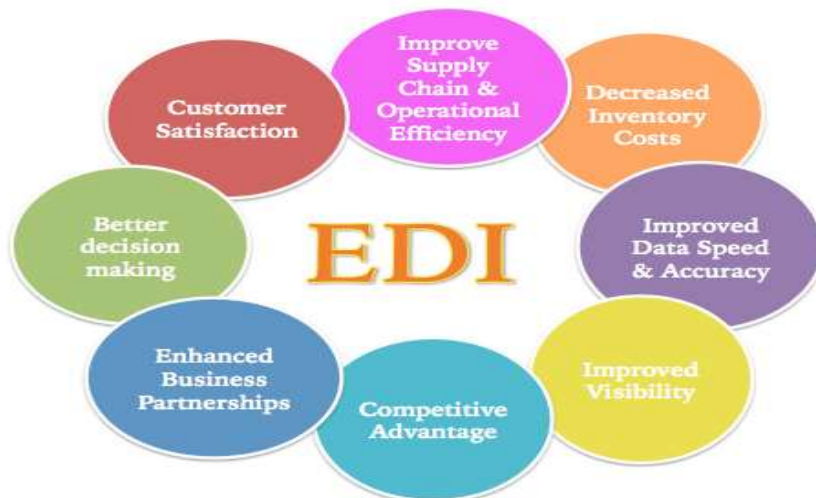 Improve
Supply
Chain &
Operational
Efficiency
Decreased
Inventory
Costs
Improved
Data Speed
& Accuracy
Improved
Visibility
Competitive
Advantage
Enhanced
Business
Partnerships
Better
decision
making
Customer
Satisfaction
EDI